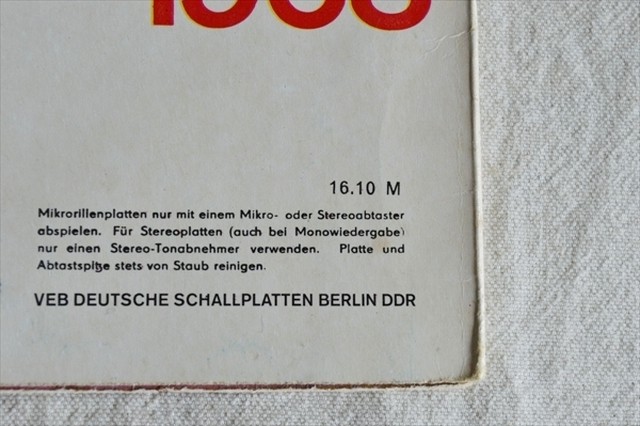 16.10 M
Mikrorillenplatten nur mit einem Mikro- oder Stereoabtaster
abspielen. Für Stereoplatten (auch bei Monowiedergabe)
nur einen Stereo-Tonabnehmer verwenden. Platte und
Abtastspitze stets von Staub reinigen.
VEB DEUTSCHE SCHALLPLATTEN BERLIN DDR